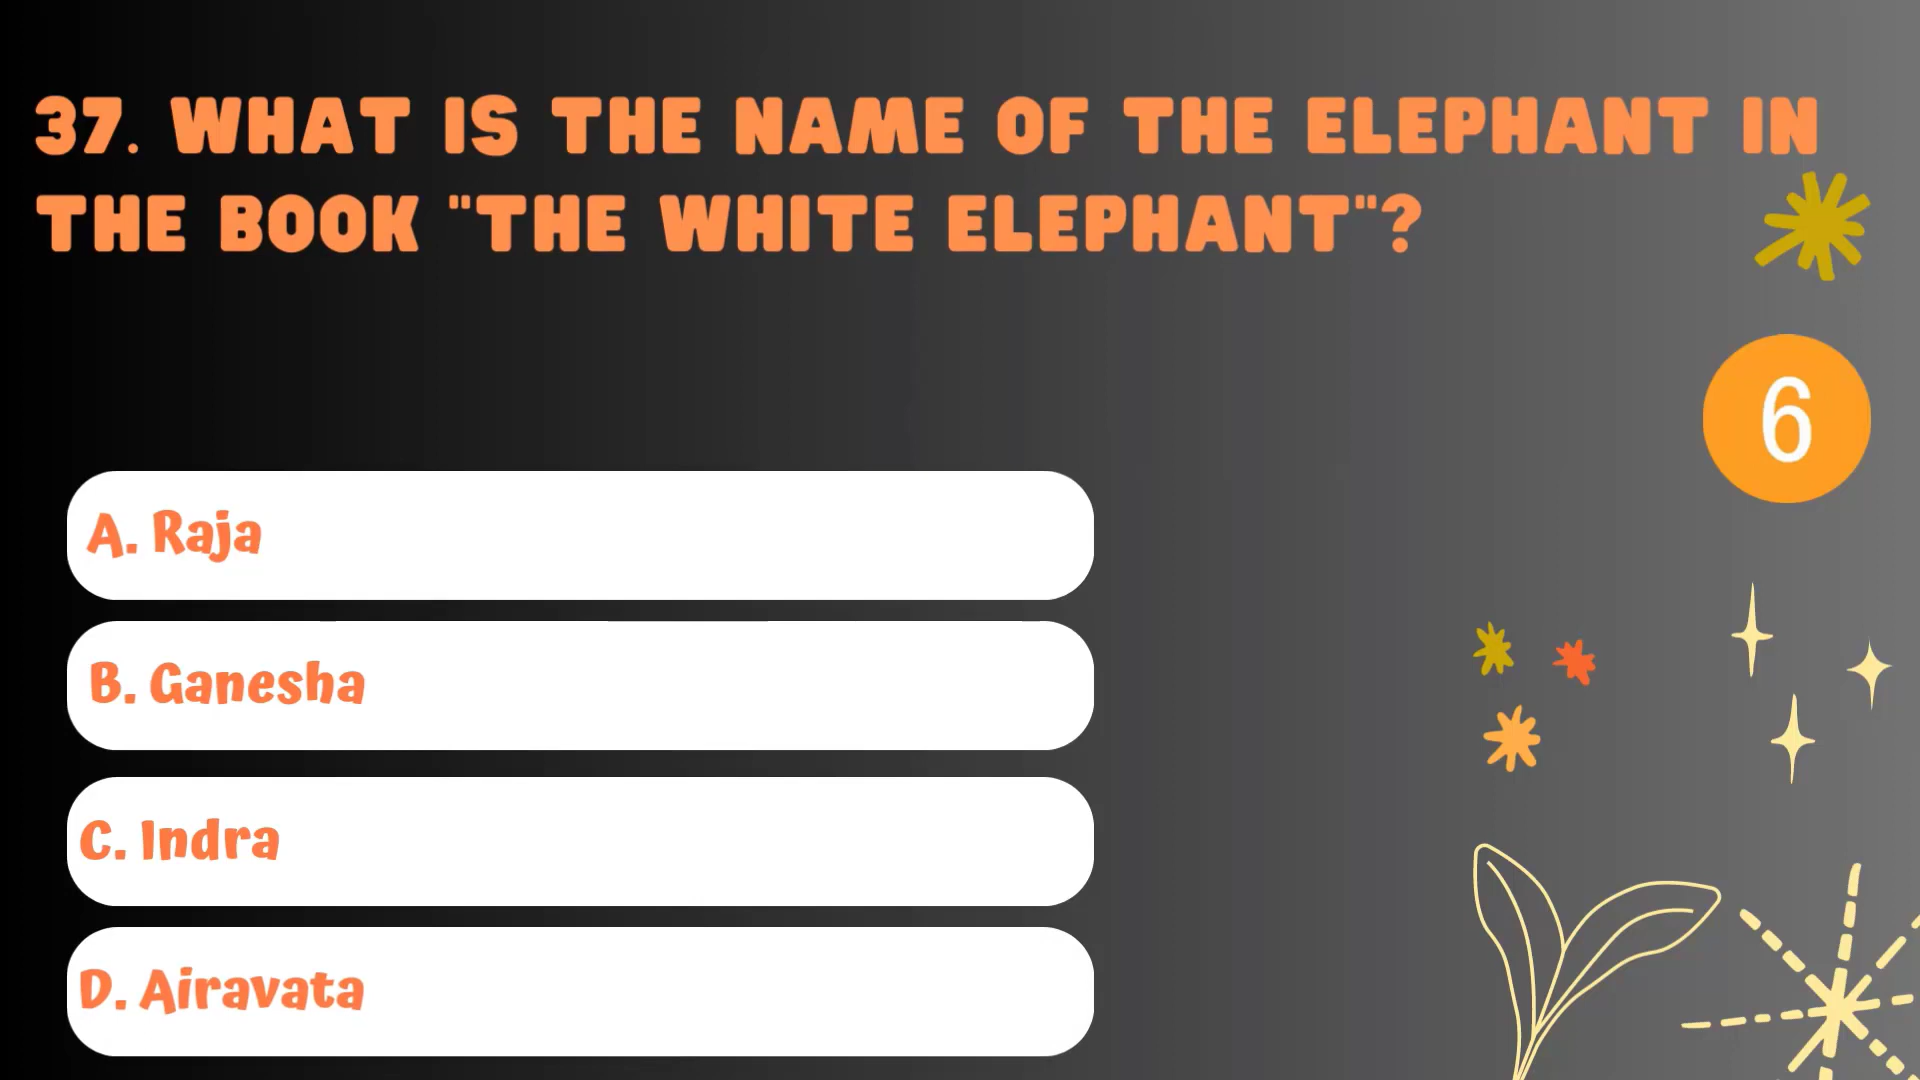 37. WHAT IS THE NAME OF THE ELEPHANT IN
THE BOOK "THE WHITE ELEPHANT"?
6
A. Raja
B. Ganesha
C. Indra
D. Airavata